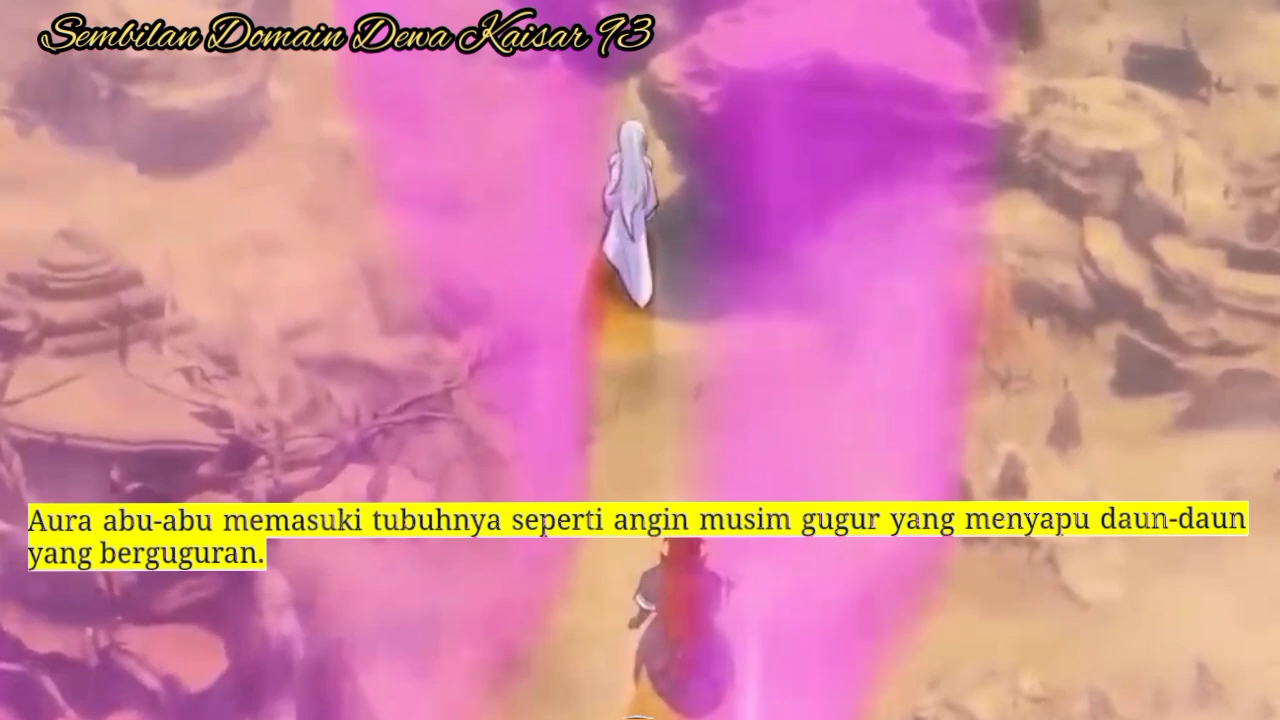 Sembilan Domain Dewa Kaisar 93
Aura abu-abu memasuki tubuhnya seperti angin musim gugur yang menyapu daun-daun
yang berguguran.